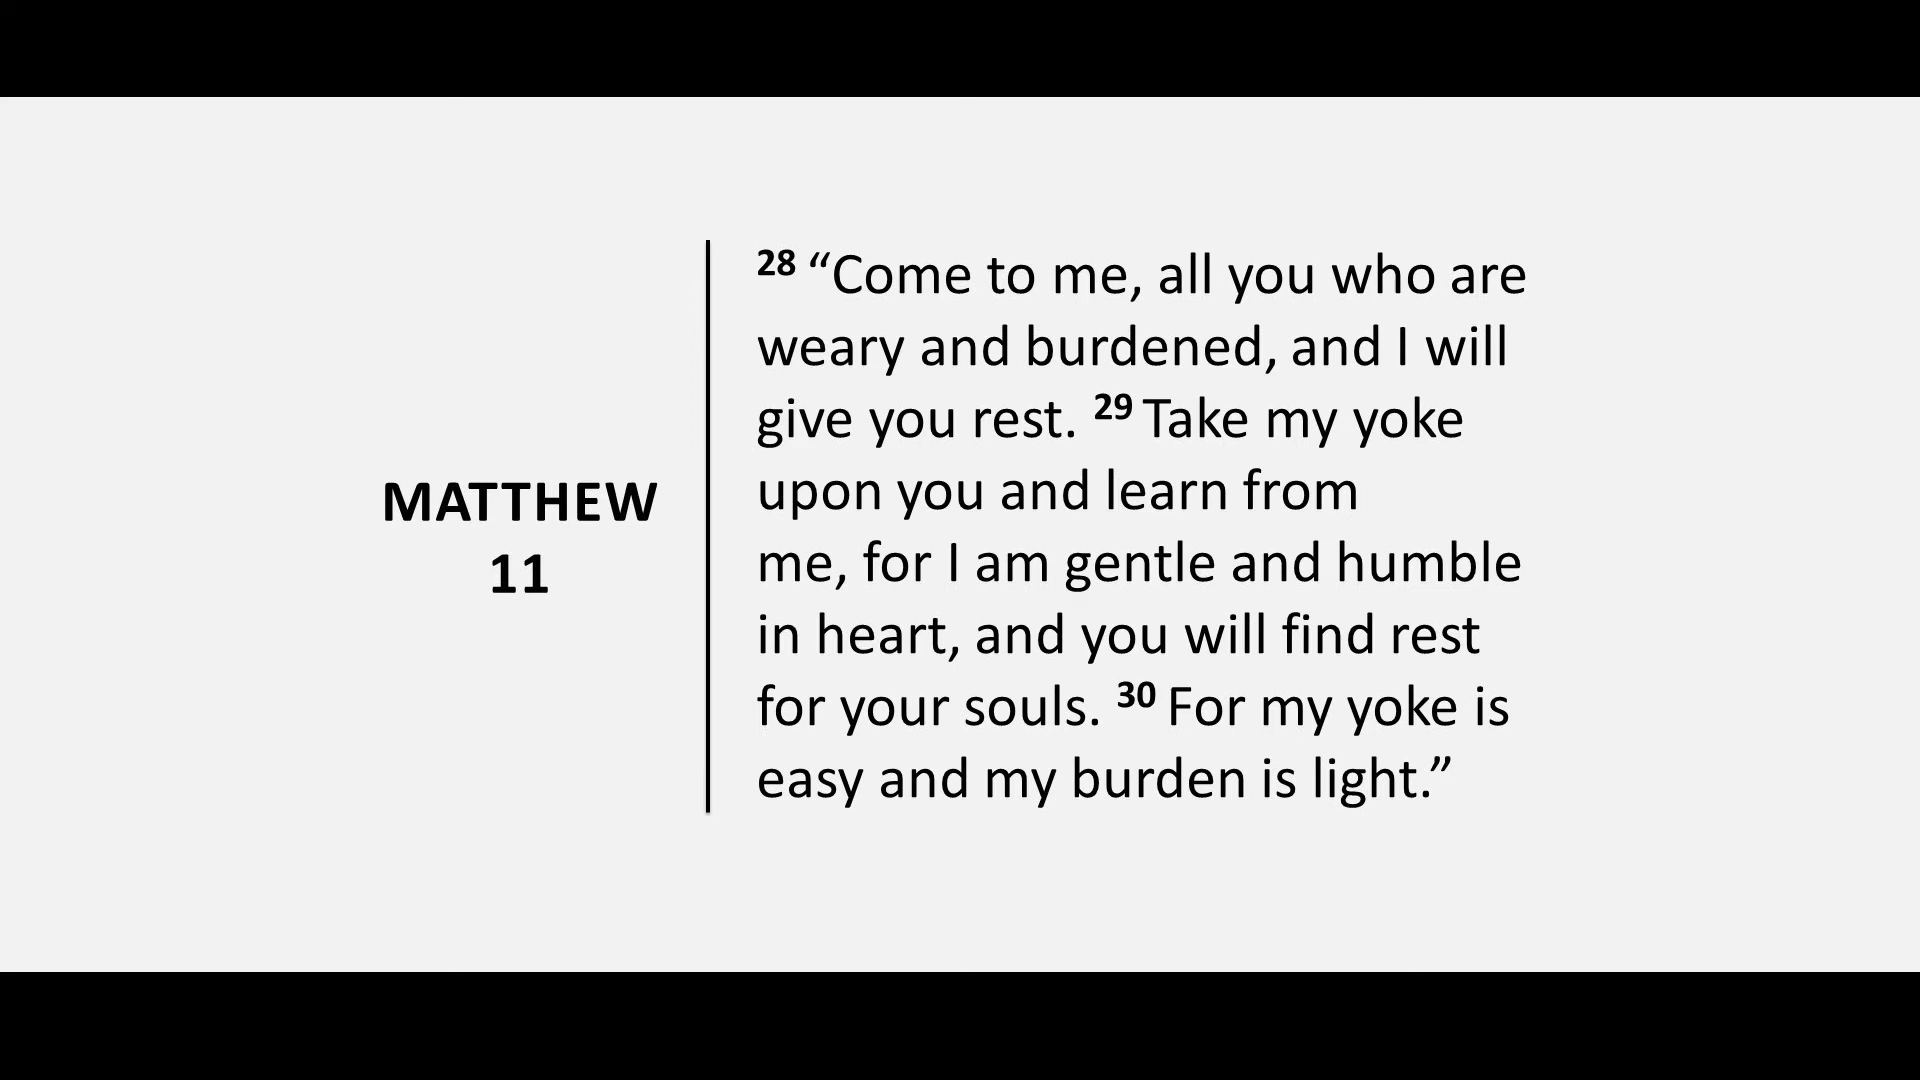 MATTHEW
11
28 “Come to me, all you who are
weary and burdened, and I will
give you rest. 29 Take my yoke
upon you and learn from
me, for I am gentle and humble
in heart, and you will find rest
for your souls. 30 For my yoke is
easy and my burden is light.”